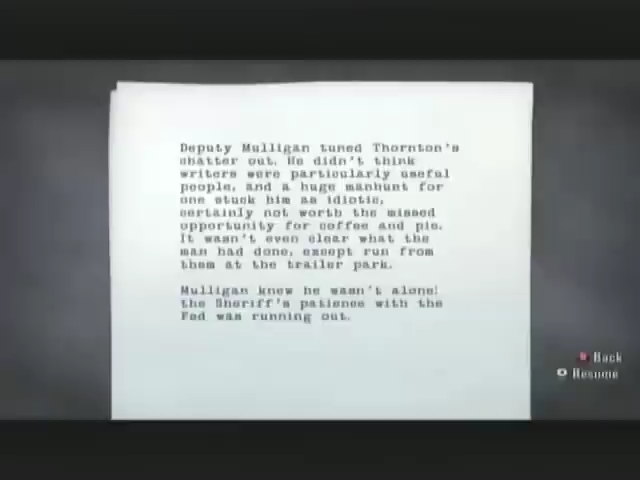 Deputy Mulligan tuned Thornton's
chatter out. He didn't think
writers were particularly useful
people, and a huge manhunt for
one stuck him as idiotic,
certainly not worth the missed
opportunity for coffee and pie.
It wasn't even clear what the
man had done, except run from
them at the trailer park.
Mulligan knew he wasn't alone:
the Sheriff's patience with the
Fed was running out.
Back
Resume